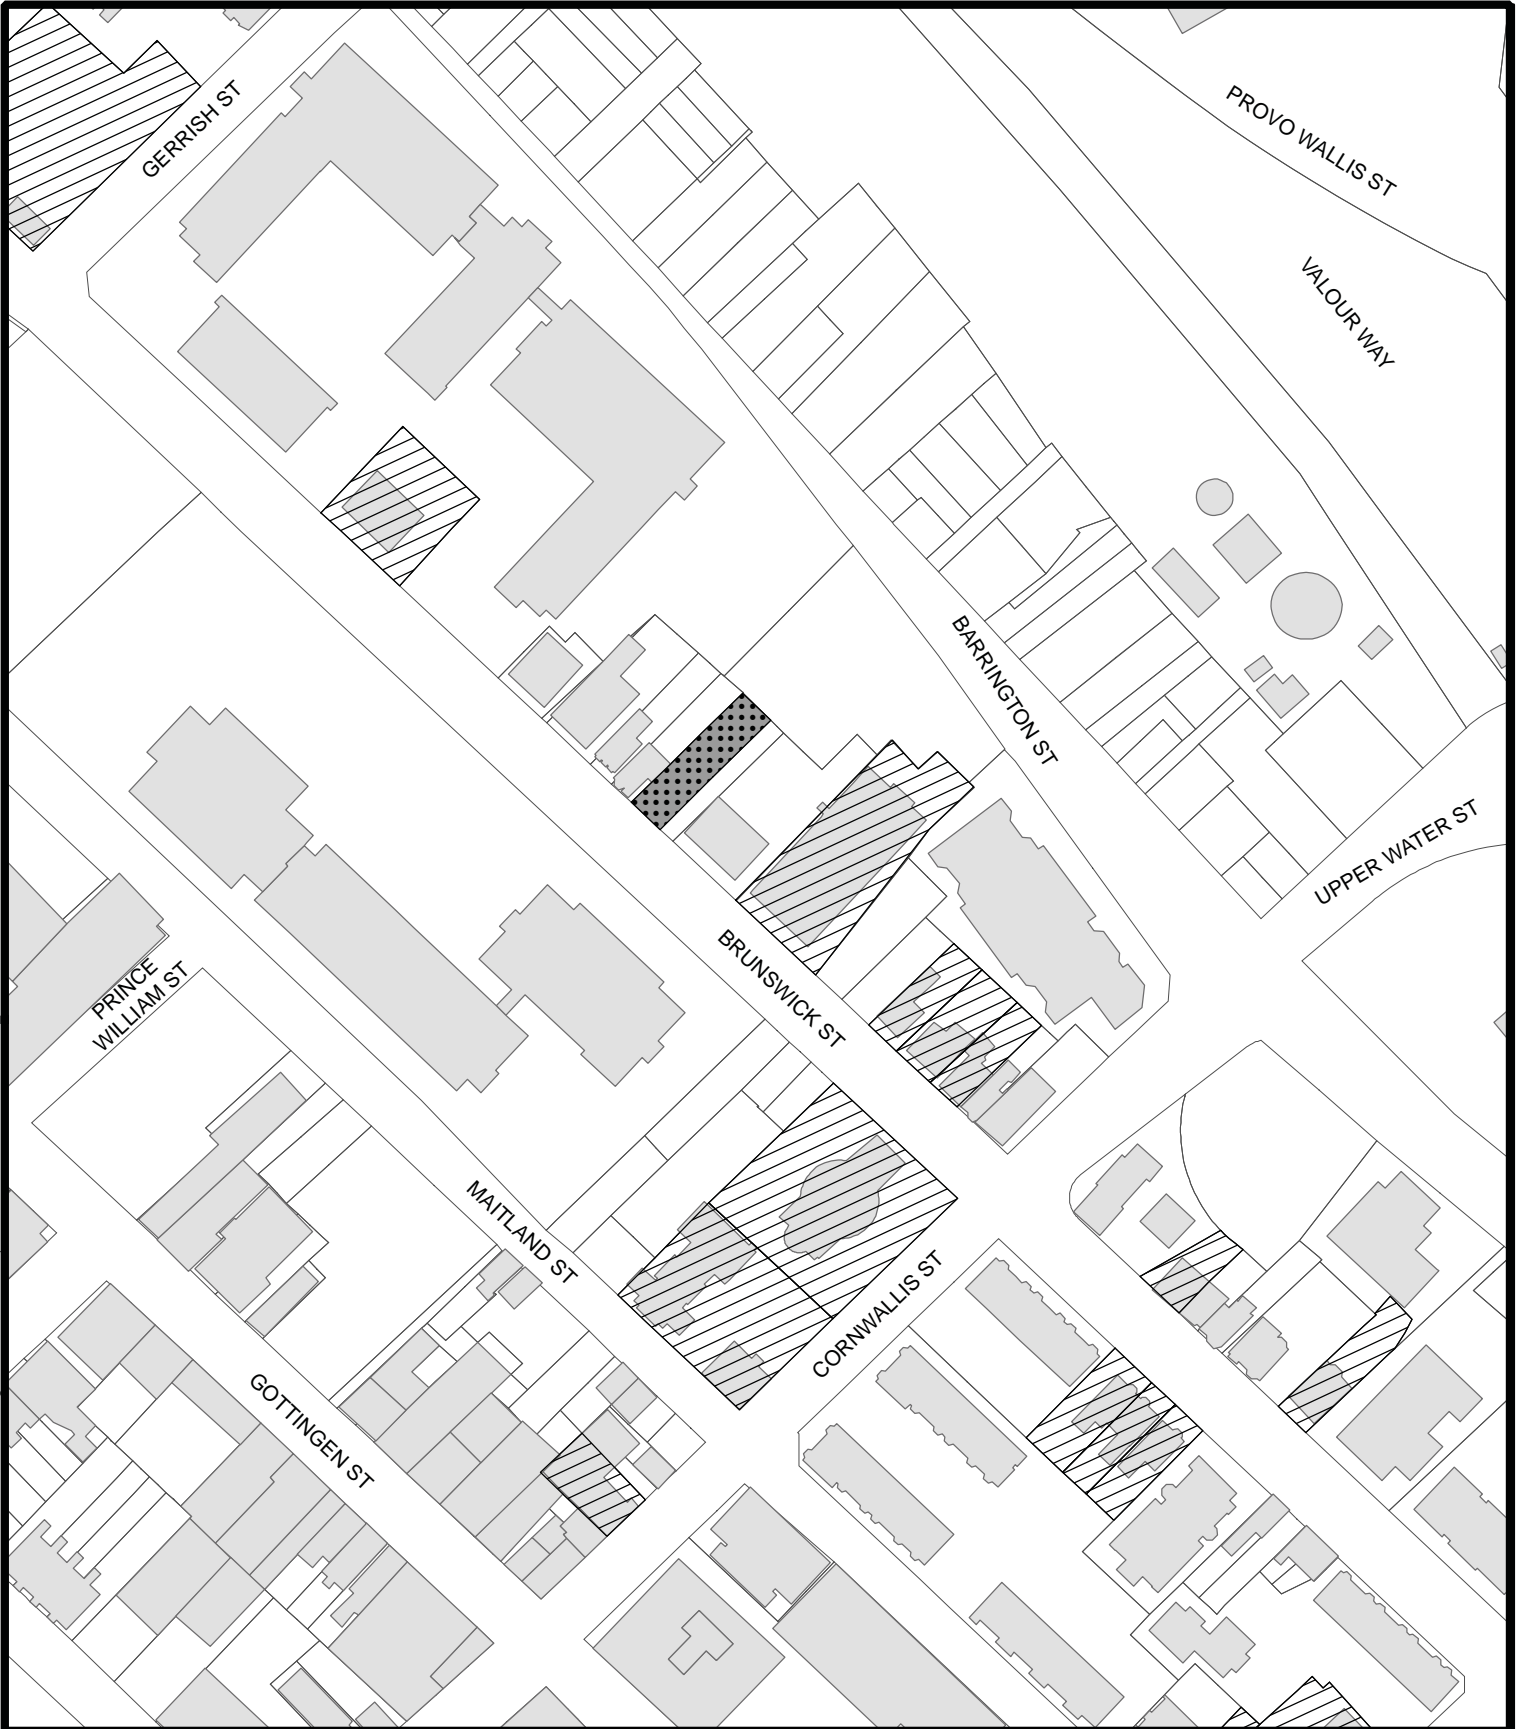 GERRISH ST
PROVO WALLIS ST
VALOUR WAY
BARRINGTON ST
UPPER WATER ST
BRUNSWICK ST
PRINCE
WILLIAM ST
MAITLAND ST
CORNWALLIS ST
GOTTINGEN ST